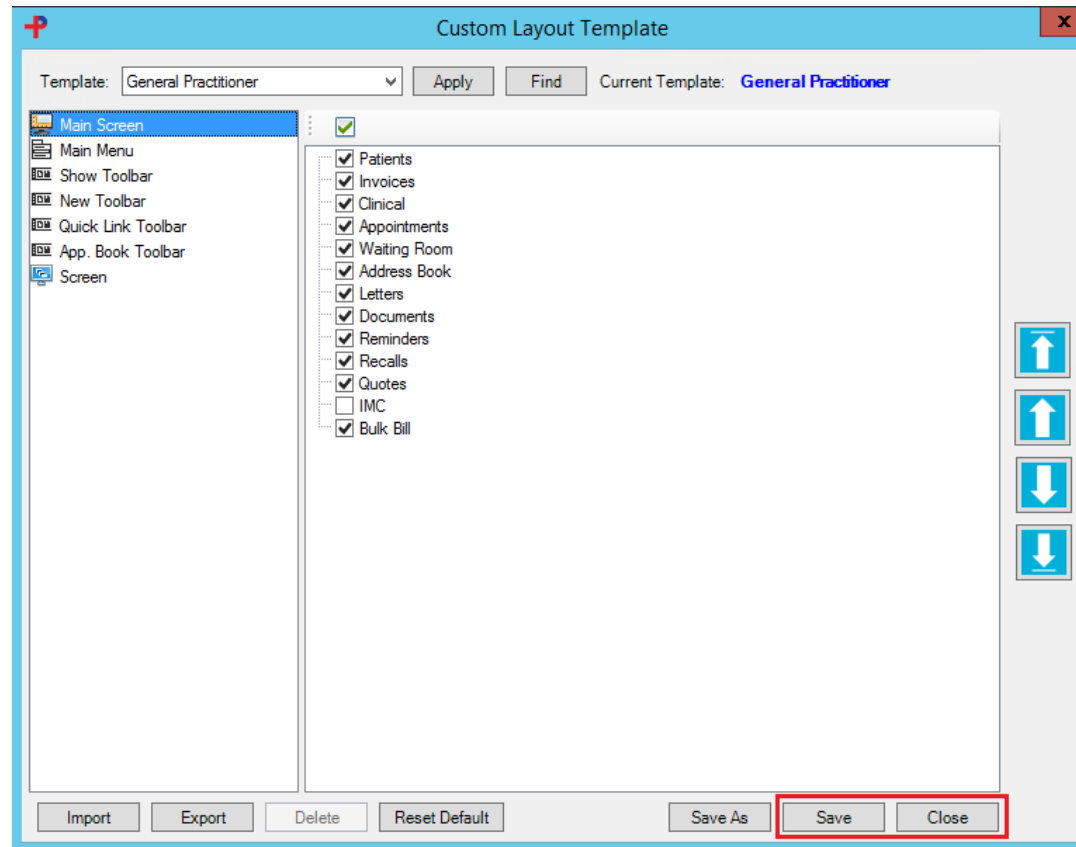 Custom Layout Template
x
Template: General Practitioner Apply Find Current Template: General Practitioner
Main Screen
Main Menu
Show Toolbar
New Toolbar
Quick Link Toolbar
App. Book Toolbar
Screen
Patients
Invoices
Clinical
Appointments
Waiting Room
Address Book
Letters
Documents
Reminders
Recalls
Quotes
IMC
Bulk Bill
Import Export Delete Reset Default Save As Save Close